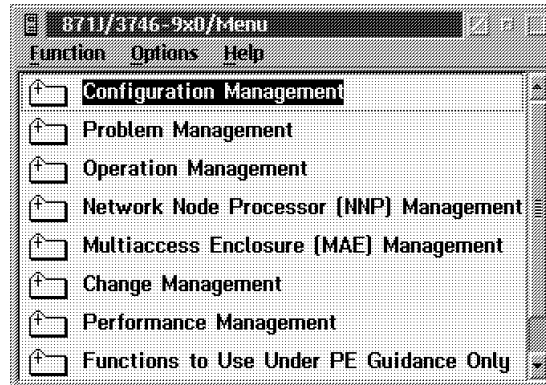 871J/3746-9x0/Menu
Function Options Help
Configuration Management
Problem Management
Operation Management
Network Node Processor (NNP) Management
Multiaccess Enclosure (MAE) Management
Change Management
Performance Management
Functions to Use Under PE Guidance Only